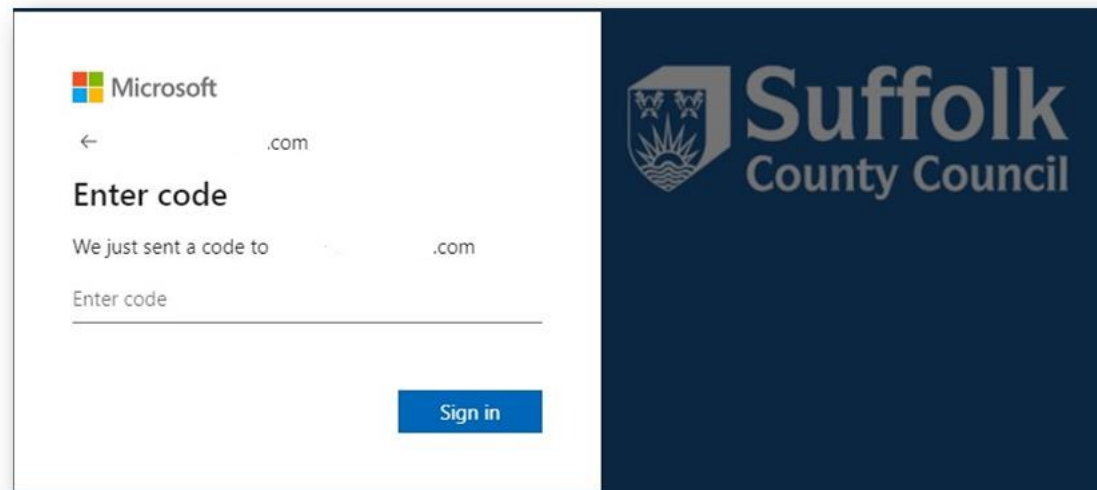 Microsoft
← .com
Enter code
We just sent a code to .com
Enter code
Sign in
Suffolk
County Council